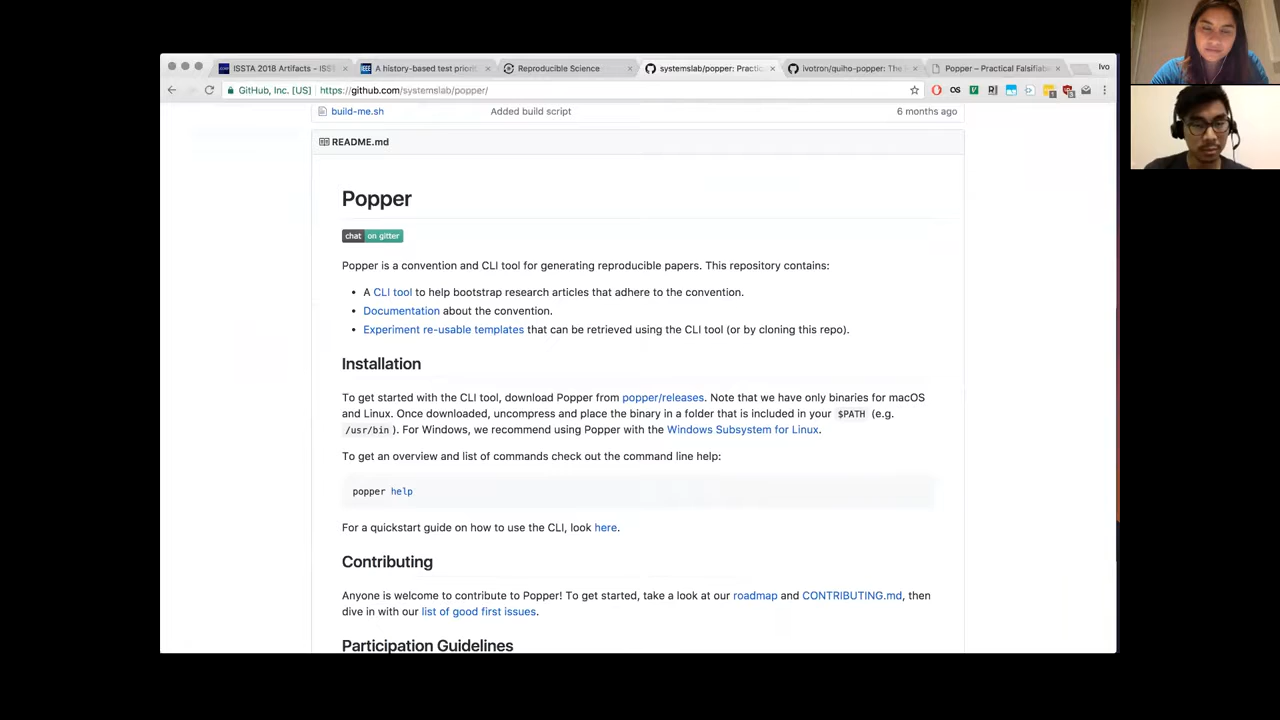 ISSTA 2018 Artifacts - ISST
A history-based test priorit
Reproducible Science
systemslab/popper: Practic
ivotron/quiho-popper: The H
Popper – Practical Falsifiab
Ivo
GitHub, Inc. [US]
https://github.com/systemslab/popper/
build-me.sh
Added build script
6 months ago
README.md
Popper
chat on gitter
Popper is a convention and CLI tool for generating reproducible papers. This repository contains:
• A CLI tool to help bootstrap research articles that adhere to the convention.
• Documentation about the convention.
• Experiment re-usable templates that can be retrieved using the CLI tool (or by cloning this repo).
Installation
To get started with the CLI tool, download Popper from popper/releases. Note that we have only binaries for macOS
and Linux. Once downloaded, uncompress and place the binary in a folder that is included in your $PATH (e.g.
/usr/bin ). For Windows, we recommend using Popper with the Windows Subsystem for Linux.
To get an overview and list of commands check out the command line help:
popper help
For a quickstart guide on how to use the CLI, look here.
Contributing
Anyone is welcome to contribute to Popper! To get started, take a look at our roadmap and CONTRIBUTING.md, then
dive in with our list of good first issues.
Participation Guidelines